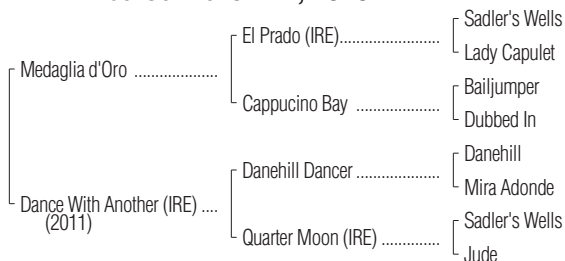 Sadler's Wells
El Prado (IRE)........................
Lady Capulet
Medaglia d'Oro ....................
Bailjumper
Cappucino Bay ....................
Dubbed In
Danehill
Danehill Dancer ....................
Mira Adonde
Dance With Another (IRE) ....
(2011)
Sadler's Wells
Quarter Moon (IRE) ..............
Jude